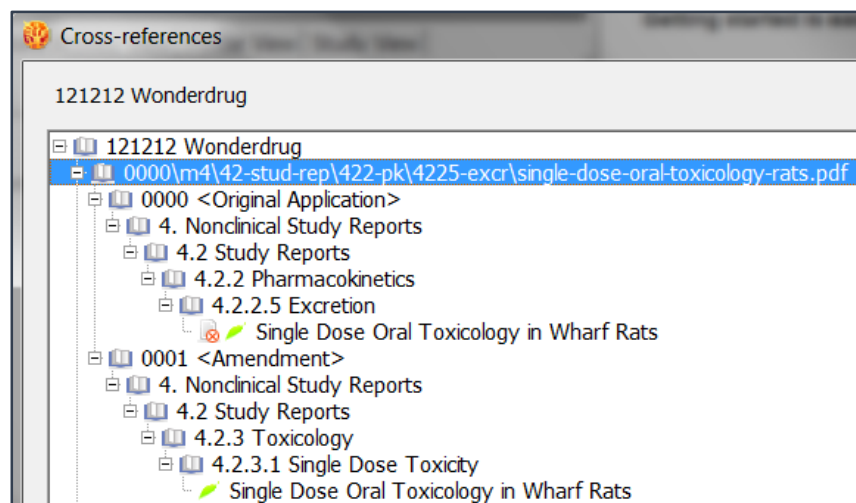 Cross-references
121212 Wonderdrug
121212 Wonderdrug
0000\m4\42-stud-rep\422-pk\4225-excr\single-dose-oral-toxicology-rats.pdf
0000 <Original Application>
4. Nonclinical Study Reports
4.2 Study Reports
4.2.2 Pharmacokinetics
4.2.2.5 Excretion
Single Dose Oral Toxicology in Wharf Rats
0001 <Amendment>
4. Nonclinical Study Reports
4.2 Study Reports
4.2.3 Toxicology
4.2.3.1 Single Dose Toxicity
Single Dose Oral Toxicology in Wharf Rats